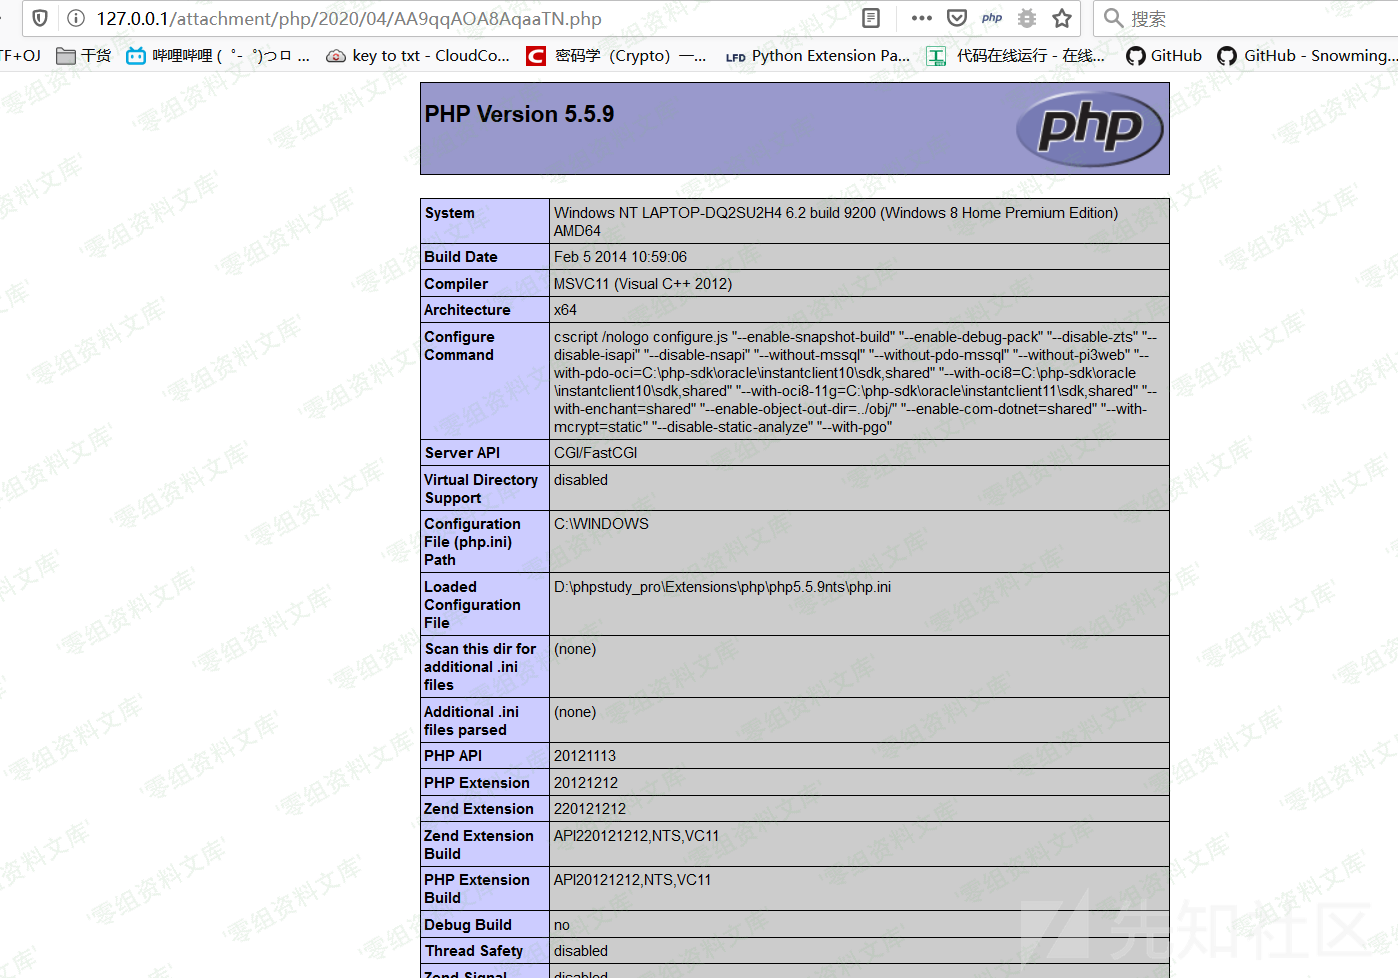 127.0.0.1/attachment/php/2020/04/AA9qqAOA8AqaaTN.php
php
搜索
TF+OJ
干货
哔哩哔哩 ( ゜- ゜)つロ ...
key to txt - CloudCo...
密码学（Crypto）一...
LFD Python Extension Pa...
代码在线运行 - 在线...
GitHub
GitHub - Snowming...
PHP Version 5.5.9
php
System
Windows NT LAPTOP-DQ2SU2H4 6.2 build 9200 (Windows 8 Home Premium Edition)
AMD64
Build Date
Feb 5 2014 10:59:06
Compiler
MSVC11 (Visual C++ 2012)
Architecture
x64
Configure
Command
cscript /nologo configure.js "--enable-snapshot-build" "--enable-debug-pack" "--disable-zts" "--
disable-isapi" "--disable-nsapi" "--without-mssql" "--without-pdo-mssql" "--without-pi3web" "--
with-pdo-oci=C:\php-sdk\oracle\instantclient10\sdk,shared" "--with-oci8=C:\php-sdk\oracle
\instantclient10\sdk,shared" "--with-oci8-11g=C:\php-sdk\oracle\instantclient11\sdk,shared" "--
with-enchant=shared" "--enable-object-out-dir=../obj/" "--enable-com-dotnet=shared" "--with-
mcrypt=static" "--disable-static-analyze" "--with-pgo"
Server API
CGI/FastCGI
Virtual Directory
Support
disabled
Configuration
File (php.ini)
Path
C:\WINDOWS
Loaded
Configuration
File
D:\phpstudy_pro\Extensions\php\php5.5.9nts\php.ini
Scan this dir for
additional .ini
files
(none)
Additional .ini
files parsed
(none)
PHP API
20121113
PHP Extension
20121212
Zend Extension
220121212
Zend Extension
Build
API220121212,NTS,VC11
PHP Extension
Build
API20121212,NTS,VC11
Debug Build
no
Thread Safety
disabled
Zend Signal
disabled
零组资料文库
先知社区